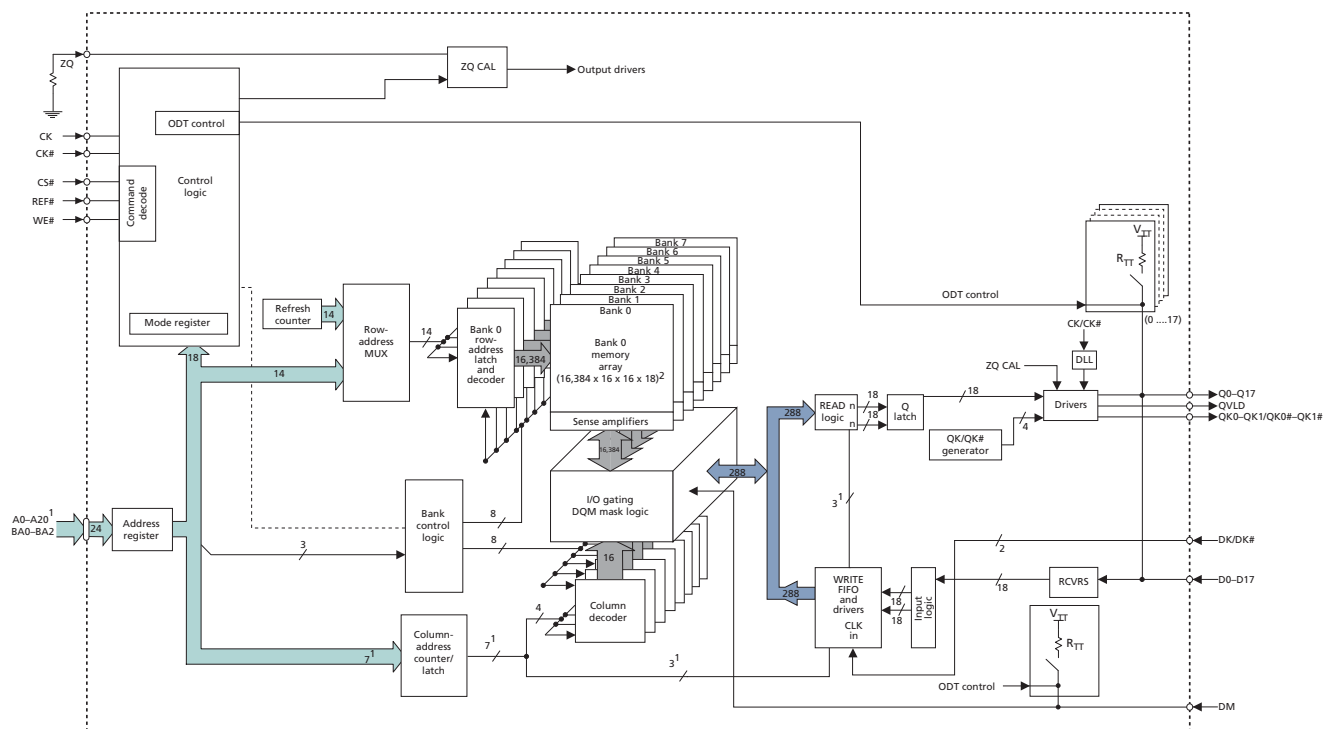 ZQ
ZQ CAL
Output drivers
ODT control
CK
CK#
CS#
REF#
WE#
Command
decode
Control
logic
Mode register
Refresh
counter
14
Row-
address
MUX
14
18
14
Bank 7
Bank 6
Bank 5
Bank 4
Bank 3
Bank 2
Bank 1
Bank 0
Bank 0
row-
address
latch
and
decoder
16,384
Bank 0
memory
array
(16,384 x 16 x 16 x 18)2
Sense amplifiers
16,384
VTT
RTT
ODT control
(0 ....17)
CK/CK#
DLL
ZQ CAL
READ
logic
n
n
18
18
Q
latch
18
Drivers
4
QK/QK#
generator
Q0–Q17
QVLD
QK0–QK1/QK0#–QK1#
288
288
I/O gating
DQM mask logic
31
A0–A201
BA0–BA2
24
Address
register
3
Bank
control
logic
8
8
16
Column
decoder
4
71
Column-
address
counter/
latch
71
31
288
WRITE
FIFO
and
drivers
CLK
in
18
18
Input
logic
18
RCVRS
2
DK/DK#
D0–D17
VTT
RTT
ODT control
DM